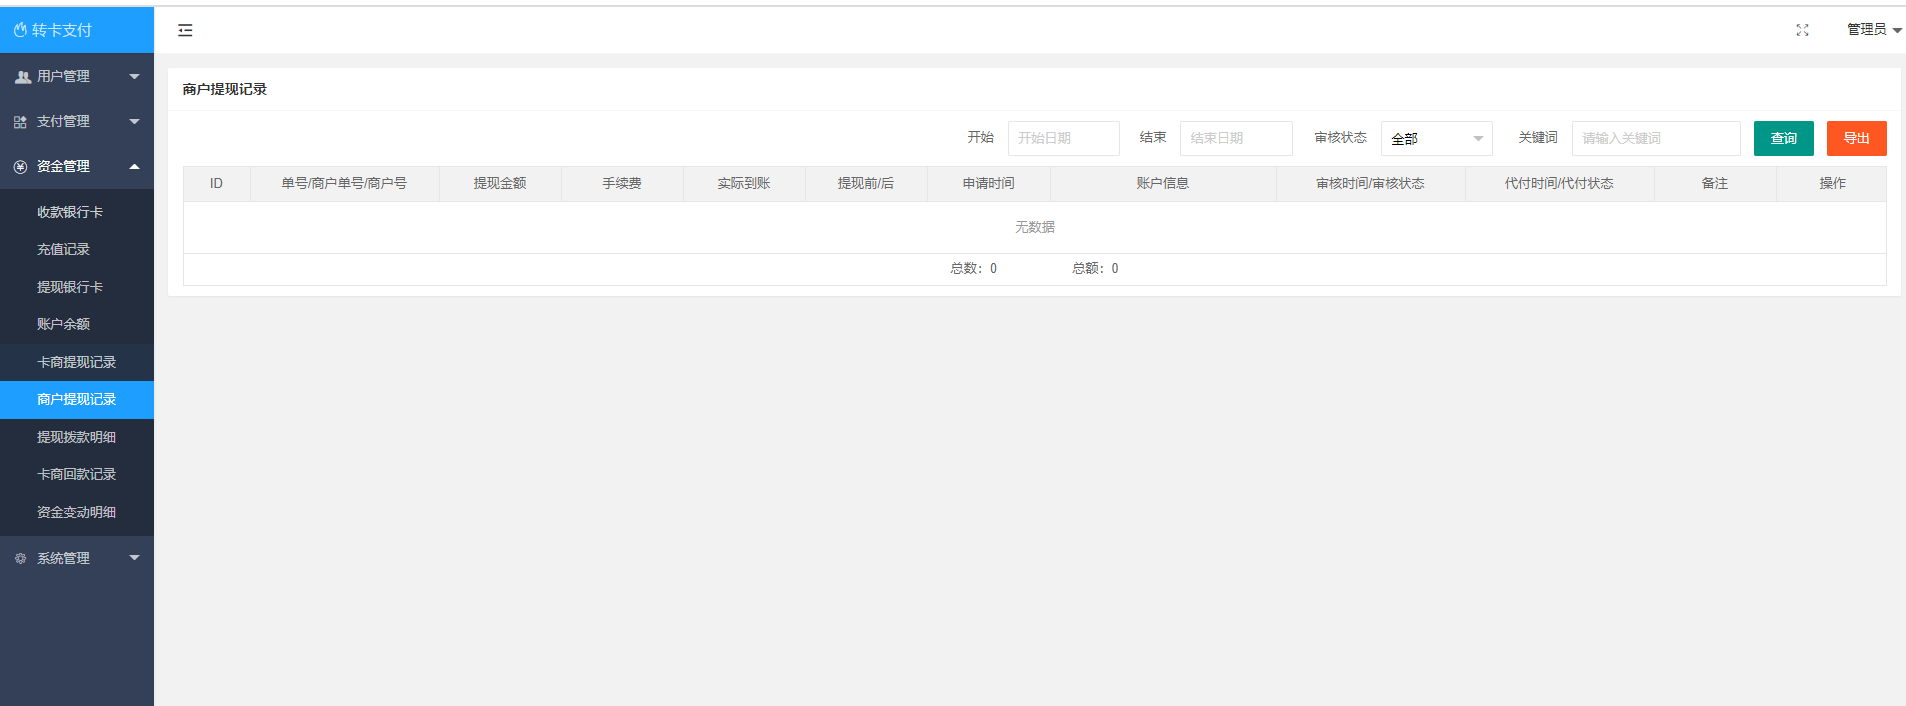 转卡支付
管理员
用户管理
支付管理
资金管理
收款银行卡
充值记录
提现银行卡
账户余额
卡商提现记录
商户提现记录
提现拨款明细
卡商回款记录
资金变动明细
系统管理
商户提现记录
开始 开始日期 结束 结束日期 审核状态 全部 关键词 请输入关键词 查询 导出
ID 单号/商户单号/商户号 提现金额 手续费 实际到账 提现前/后 申请时间 账户信息 审核时间/审核状态 代付时间/代付状态 备注 操作
无数据
总数：0 总额：0